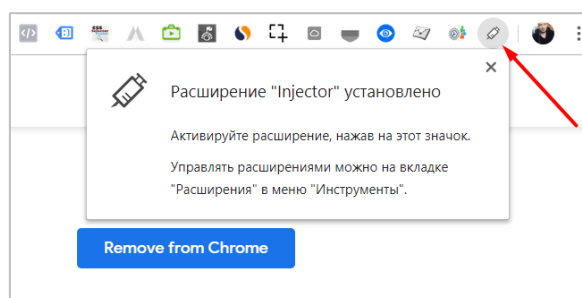 Расширение "Injector" установлено
Активируйте расширение, нажав на этот значок.
Управлять расширениями можно на вкладке
"Расширения" в меню "Инструменты".
Remove from Chrome